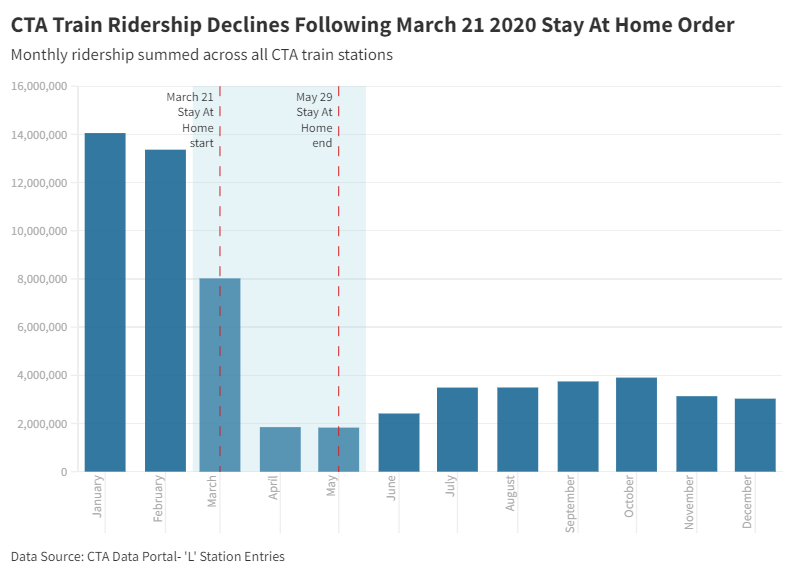 CTA Train Ridership Declines Following March 21 2020 Stay At Home Order
Monthly ridership summed across all CTA train stations
16,000,000
14,000,000
12,000,000
10,000,000
8,000,000
6,000,000
4,000,000
2,000,000
0
March 21
Stay At
Home
start
May 29
Stay At
Home
end
January
February
March
April
May
June
July
August
September
October
November
December
Data Source: CTA Data Portal- 'L' Station Entries